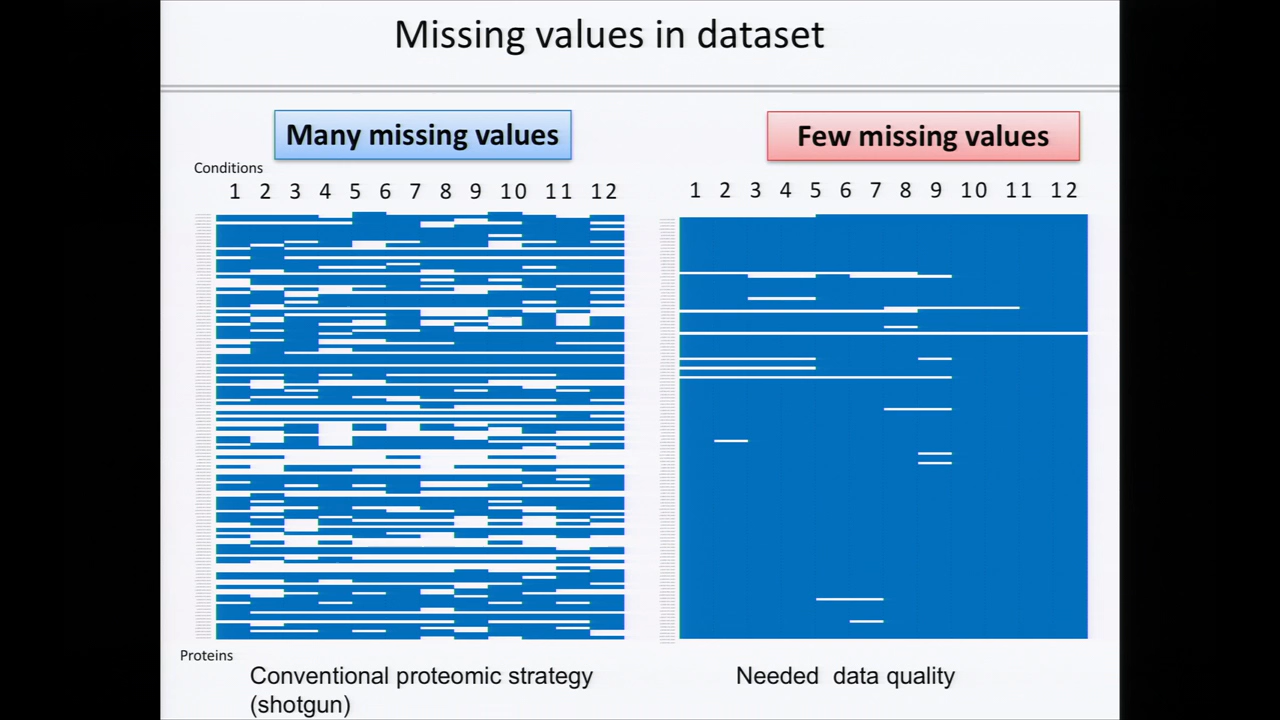 Missing values in dataset
Many missing values
Few missing values
Conditions
1 2 3 4 5 6 7 8 9 10 11 12
1 2 3 4 5 6 7 8 9 10 11 12
Proteins
Conventional proteomic strategy
(shotgun)
Needed data quality